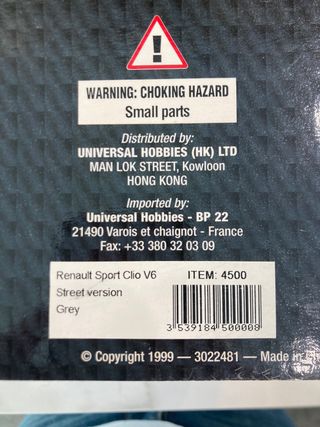 WARNING: CHOKING HAZARD
Small parts
Distributed by:
UNIVERSAL HOBBIES (HK) LTD
MAN LOK STREET, Kowloon
HONG KONG
Imported by:
Universal Hobbies - BP 22
21490 Varois et chaignot - France
Fax: +33 380 32 03 09
Renault Sport Clio V6 ITEM: 4500
Street version
Grey
3 539184 500008
© Copyright 1999 — 3022481 — Made in